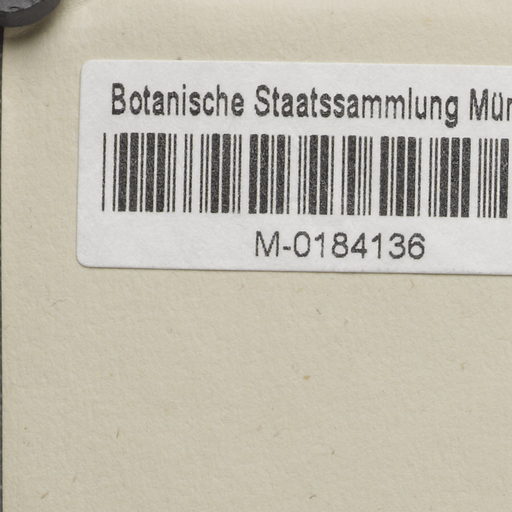 Botanische Staatssammlung Mün
M-0184136